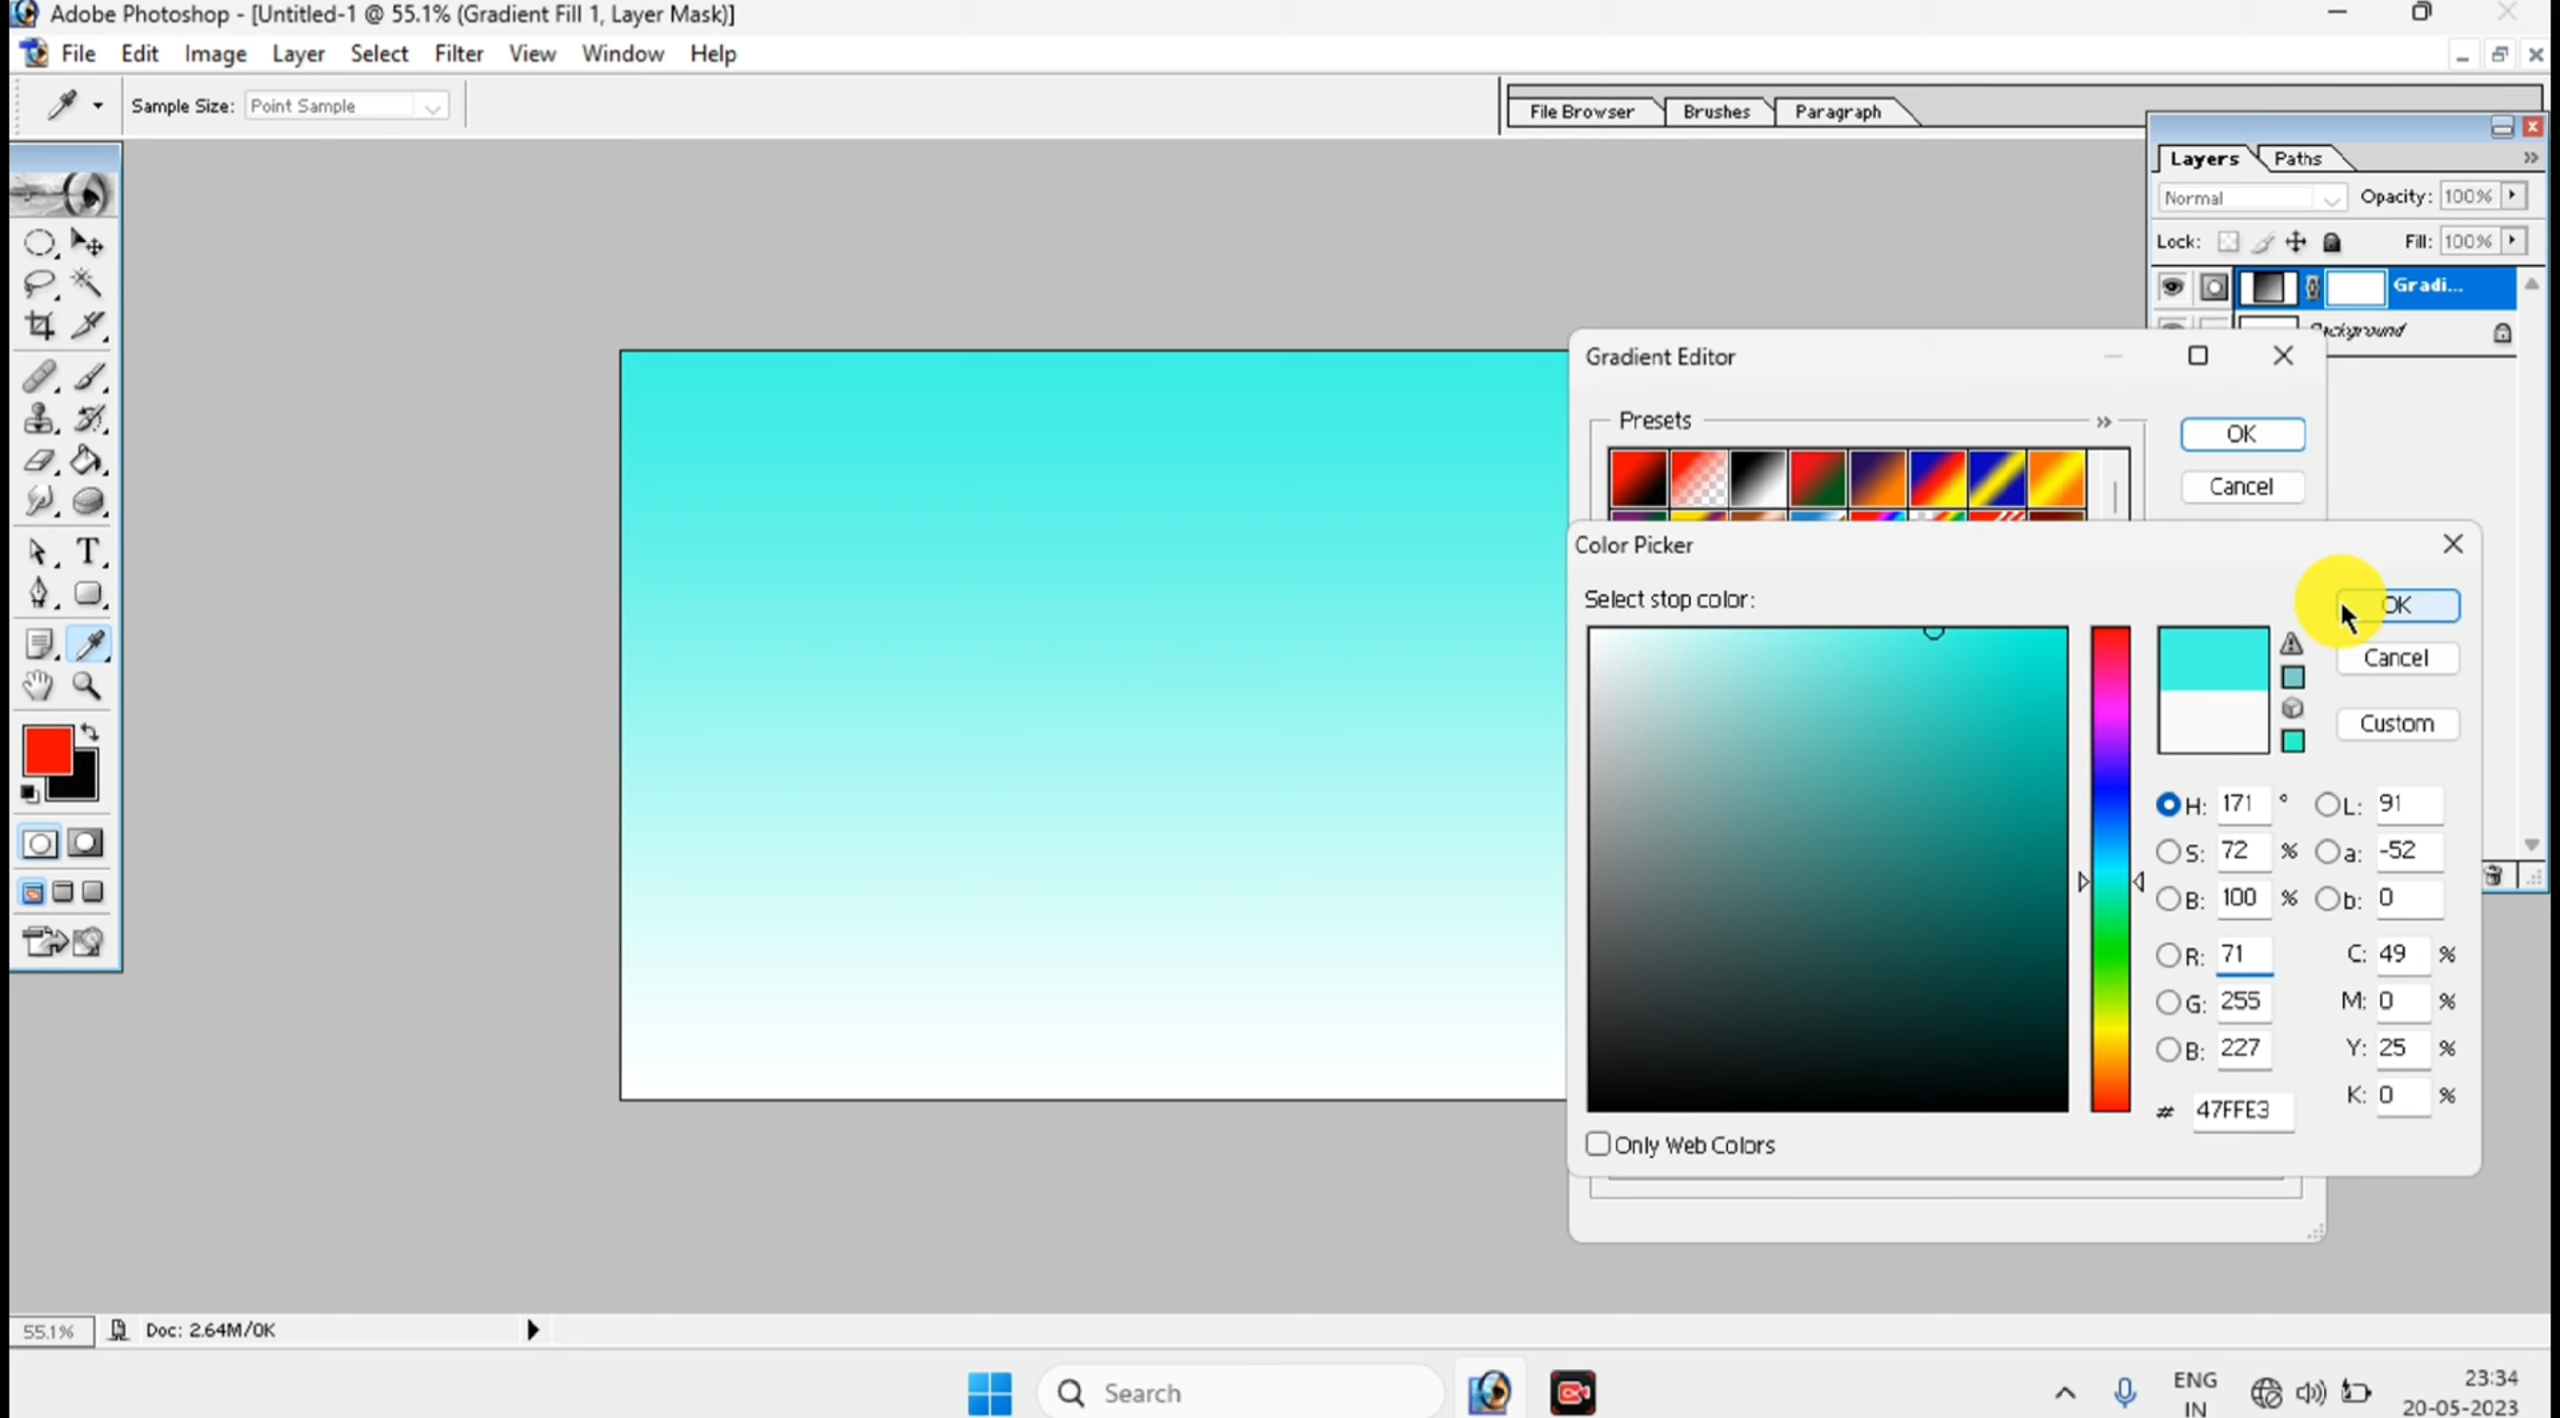 Adobe Photoshop - [Untitled-1 @ 55.1% (Gradient Fill 1, Layer Mask)]
File Edit Image Layer Select Filter View Window Help
Sample Size: Point Sample
File Browser Brushes Paragraph
Layers Paths
Normal Opacity: 100%
Lock: Fill: 100%
Gradi...
Background
Gradient Editor
Presets
OK
Cancel
T
Color Picker
Select stop color:
OK
Cancel
Custom
H: 171 ° L: 91
S: 72 % a: -52
B: 100 % b: 0
R: 71 C: 49 %
G: 255 M: 0 %
B: 227 Y: 25 %
K: 0 %
# 47FFE3
Only Web Colors
55.1% Doc: 2.64M/0K
Search
ENG
IN
23:34
20-05-2023